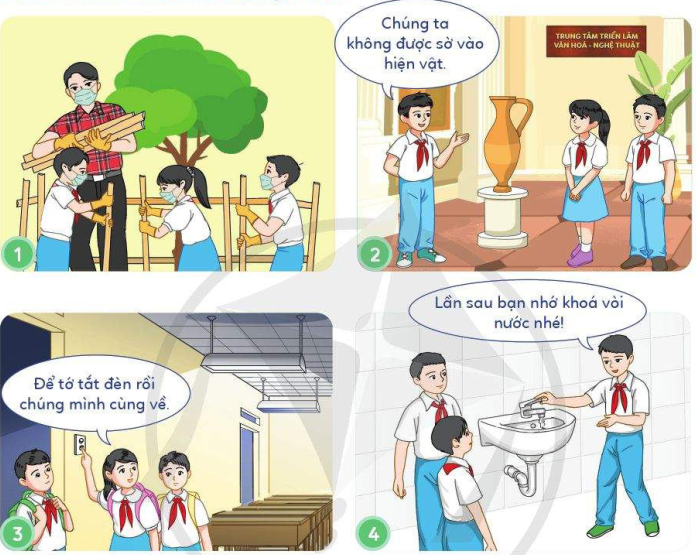 1
Chúng ta
không được sờ vào
hiện vật.
TRUNG TÂM TRIỂN LÃM
VĂN HOÁ - NGHỆ THUẬT
2
Để tớ tắt đèn rồi
chúng mình cùng về.
3
Lần sau bạn nhớ khoá vòi
nước nhé!
4